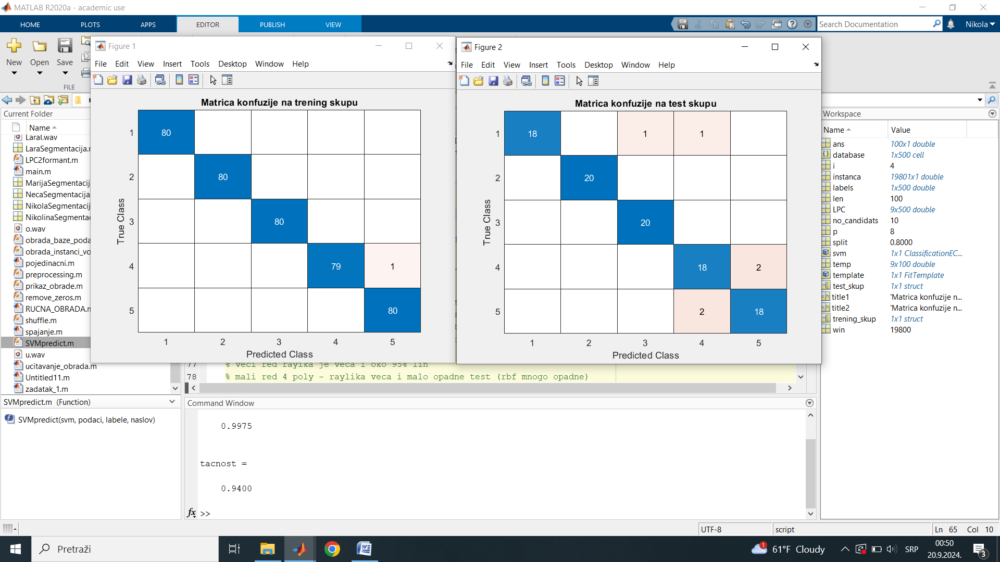 MATLAB R2020a - academic use
HOME PLOTS APPS EDITOR PUBLISH VIEW
Search Documentation
Nikola
New Open Save
FILE
Figure 1
File Edit View Insert Tools Desktop Window Help
Matrica konfuzije na trening skupu
1 80
2 80
3 80
4 79 1
5 80
True Class
1 2 3 4 5
Predicted Class
Figure 2
File Edit View Insert Tools Desktop Window Help
Matrica konfuzije na test skupu
1 18 1 1
2 20
3 20
4 18 2
5 2 18
True Class
1 2 3 4 5
Predicted Class
Current Folder
Name
LaraI.wav
LaraSegmentacija.
LPC2formant.m
main.m
MarijaSegmentacij
NecaSegmentacija
NikolaSegmentacij
NikolinaSegmentac
o.wav
obrada_baze_poda
obrada_instanci_vo
pojedinacni.m
preprocessing.m
prikaz_obrade.m
remove_zeros.m
RUCNA_OBRADA.
shuffle.m
spajanje.m
SVMpredict.m
u.wav
ucitavanje_obrada.m
Untitled11.m
zadatak_1.m
SVMpredict.m (Function)
SVMpredict(svm, podaci, labele, naslov)
77 % veci red rayika je veca i oko 95% lin
78 % mali red 4 poly - raylika veca i malo opadne test (rbf mnogo opadne)
Command Window
0.9975
tacnost =
0.9400
fx >>
Workspace
Name Value
ans 100x1 double
database 1x500 cell
i 4
instanca 19801x1 double
labels 1x500 double
len 100
LPC 9x500 double
no_candidats 10
p 8
split 0.8000
svm 1x1 ClassificationEC...
temp 9x100 double
template 1x1 FitTemplate
test_skup 1x1 struct
title1 'Matrica konfuzije n...
title2 'Matrica konfuzije n...
trening_skup 1x1 struct
win 19800
UTF-8 script Ln 65 Col 10
Pretraži
1 61°F Cloudy
SRP
00:50
20.9.2024.
3